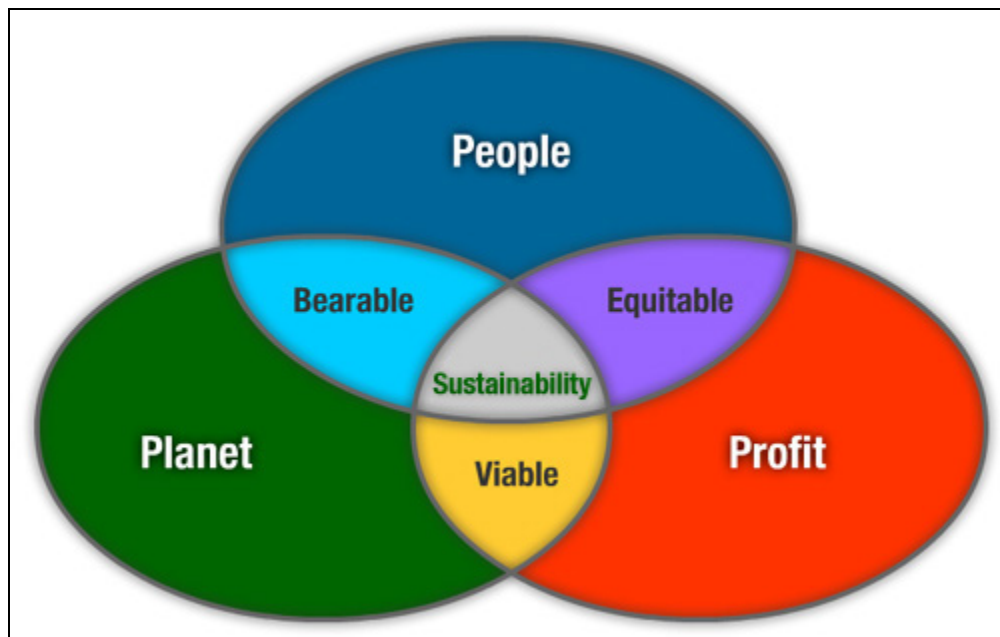 People
Bearable
Equitable
Sustainability
Planet
Profit
Viable